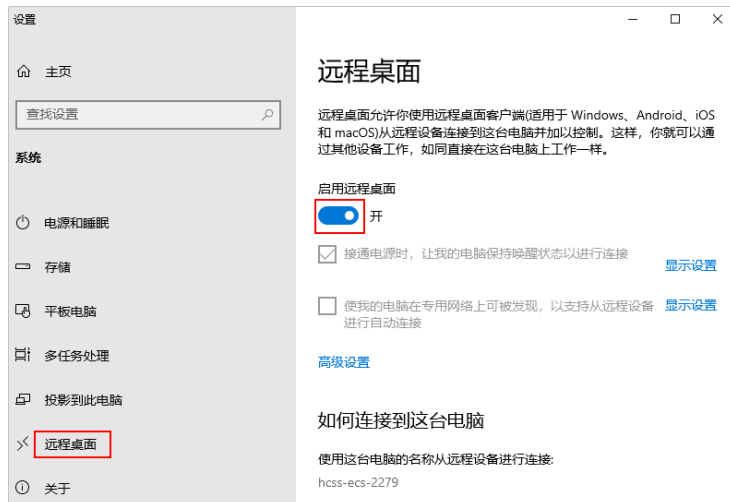 设置
主页
查找设置
系统
电源和睡眠
存储
平板电脑
多任务处理
投影到此电脑
远程桌面
关于
远程桌面
远程桌面允许你使用远程桌面客户端(适用于 Windows、Android、iOS
和 macOS)从远程设备连接到这台电脑并加以控制。这样，你就可以通
过其他设备工作，如同直接在这台电脑上工作一样。
启用远程桌面
开
接通电源时，让我的电脑保持唤醒状态以进行连接
显示设置
使我的电脑在专用网络上可被发现，以支持从远程设备
进行自动连接
显示设置
高级设置
如何连接到这台电脑
使用这台电脑的名称从远程设备进行连接:
hcss-ecs-2279